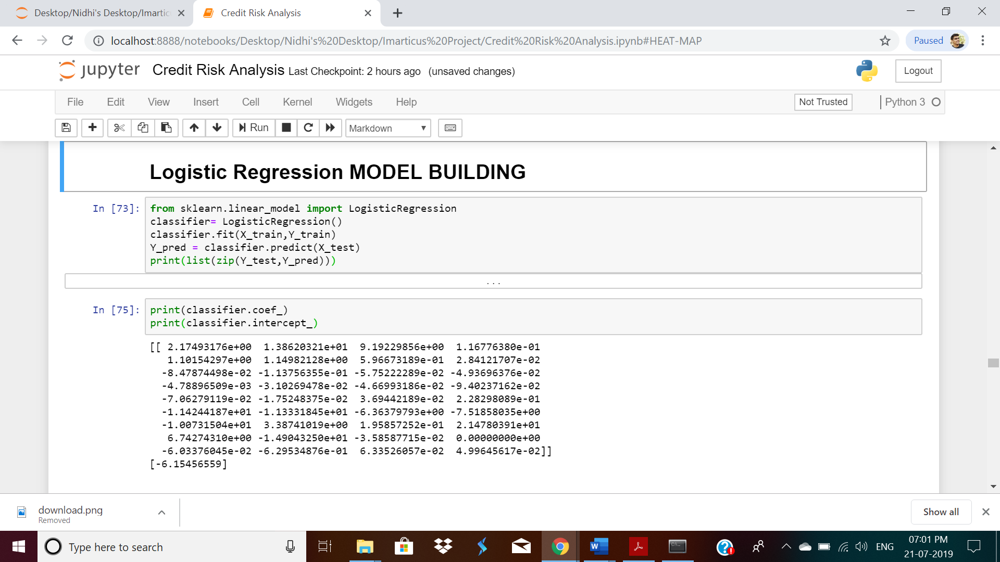 Desktop/Nidhi's Desktop/Imartic
Credit Risk Analysis
localhost:8888/notebooks/Desktop/Nidhi's%20Desktop/Imarticus%20Project/Credit%20Risk%20Analysis.ipynb#HEAT-MAP
Paused
jupyter Credit Risk Analysis Last Checkpoint: 2 hours ago (unsaved changes)
Logout
File Edit View Insert Cell Kernel Widgets Help
Not Trusted
Python 3
Run
Markdown
Logistic Regression MODEL BUILDING
In [73]:
from sklearn.linear_model import LogisticRegression
classifier= LogisticRegression()
classifier.fit(X_train,Y_train)
Y_pred = classifier.predict(X_test)
print(list(zip(Y_test,Y_pred)))
...
In [75]:
print(classifier.coef_)
print(classifier.intercept_)
[[ 2.17493176e+00 1.38620321e+01 9.19229856e+00 1.16776380e-01
1.10154297e+00 1.14982128e+00 5.96673189e-01 2.84121707e-02
-8.47874498e-02 -1.13756355e-01 -5.75222289e-02 -4.93696376e-02
-4.78896509e-03 -3.10269478e-02 -4.66993186e-02 -9.40237162e-02
-7.06279119e-02 -1.75248375e-02 3.69442189e-02 2.28298089e-01
-1.14244187e+01 -1.13331845e+01 -6.36379793e+00 -7.51858035e+00
-1.00731504e+01 3.38741019e+00 1.95857252e-01 2.14780391e+01
6.74274310e+00 -1.49043250e+01 -3.58587715e-02 0.00000000e+00
-6.03376045e-02 -6.29534876e-01 6.33526057e-02 4.99645617e-02]]
[-6.15456559]
download.png
Removed
Show all
Type here to search
ENG
07:01 PM
21-07-2019